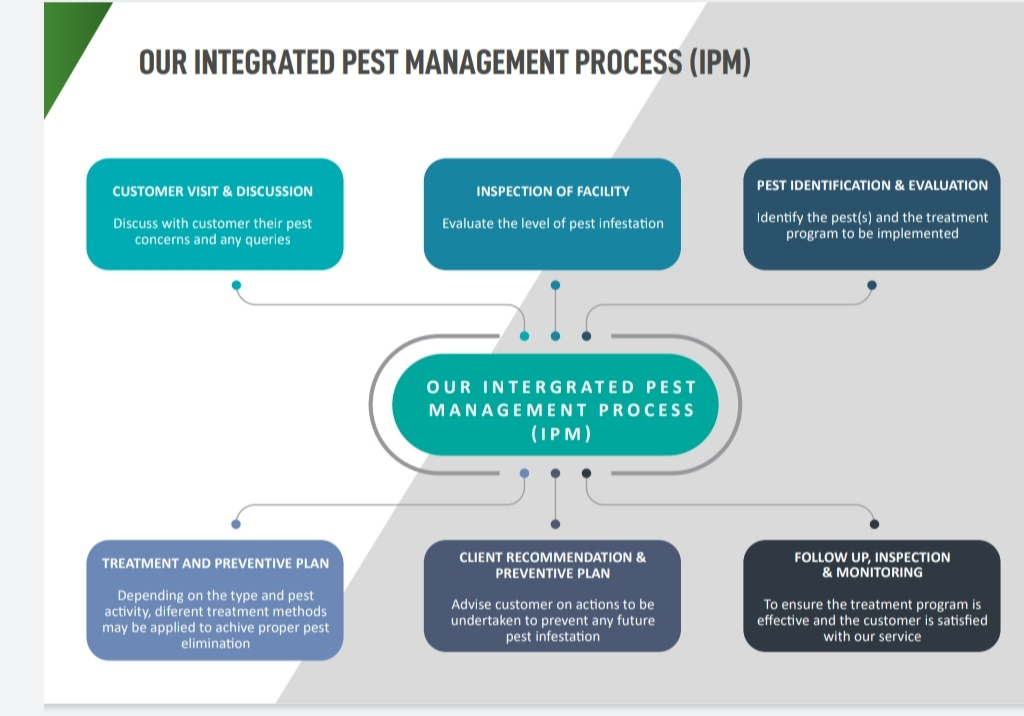 OUR INTEGRATED PEST MANAGEMENT PROCESS (IPM)
CUSTOMER VISIT & DISCUSSION
Discuss with customer their pest
concerns and any queries
INSPECTION OF FACILITY
Evaluate the level of pest infestation
PEST IDENTIFICATION & EVALUATION
Identify the pest(s) and the treatment
program to be implemented
OUR INTERGRATED PEST
MANAGEMENT PROCESS
(IPM)
TREATMENT AND PREVENTIVE PLAN
Depending on the type and pest
activity, diferent treatment methods
may be applied to achive proper pest
elimination
CLIENT RECOMMENDATION &
PREVENTIVE PLAN
Advise customer on actions to be
undertaken to prevent any future
pest infestation
FOLLOW UP, INSPECTION
& MONITORING
To ensure the treatment program is
effective and the customer is satisfied
with our service